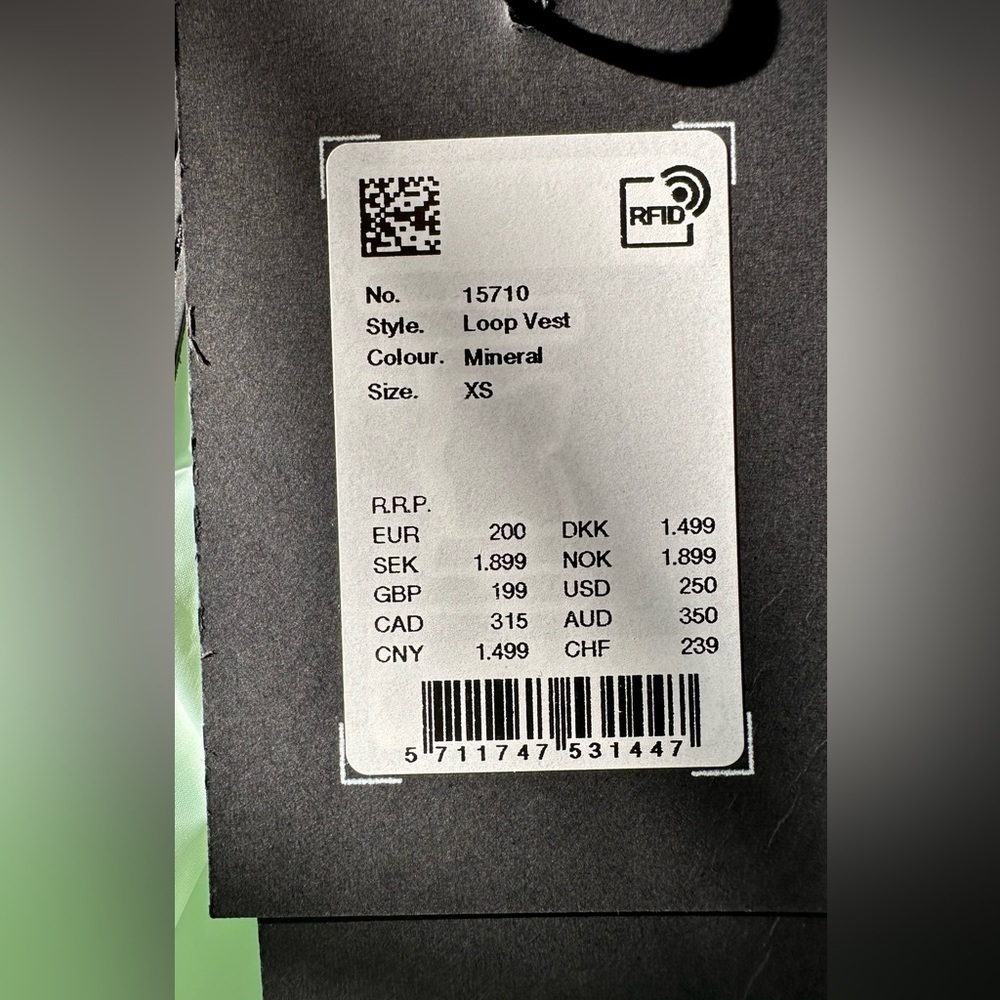 RFID
No. 15710
Style. Loop Vest
Colour. Mineral
Size. XS
R.R.P.
EUR 200 DKK 1.499
SEK 1.899 NOK 1.899
GBP 199 USD 250
CAD 315 AUD 350
CNY 1.499 CHF 239
5 711747 531447